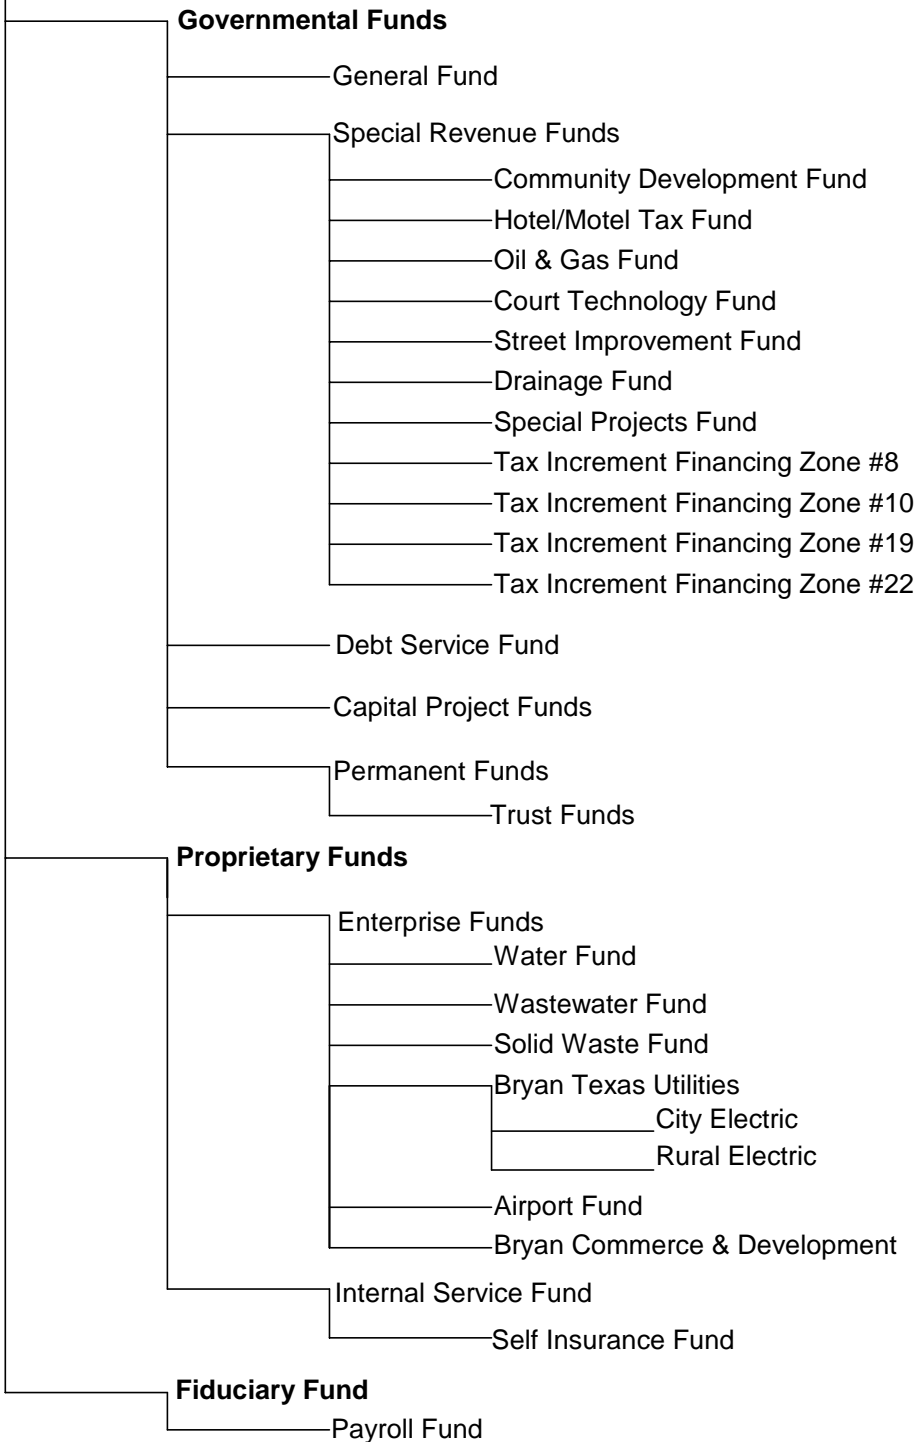 Governmental Funds
General Fund
Special Revenue Funds
Community Development Fund
Hotel/Motel Tax Fund
Oil & Gas Fund
Court Technology Fund
Street Improvement Fund
Drainage Fund
Special Projects Fund
Tax Increment Financing Zone #8
Tax Increment Financing Zone #10
Tax Increment Financing Zone #19
Tax Increment Financing Zone #22
Debt Service Fund
Capital Project Funds
Permanent Funds
Trust Funds
Proprietary Funds
Enterprise Funds
Water Fund
Wastewater Fund
Solid Waste Fund
Bryan Texas Utilities
City Electric
Rural Electric
Airport Fund
Bryan Commerce & Development
Internal Service Fund
Self Insurance Fund
Fiduciary Fund
Payroll Fund